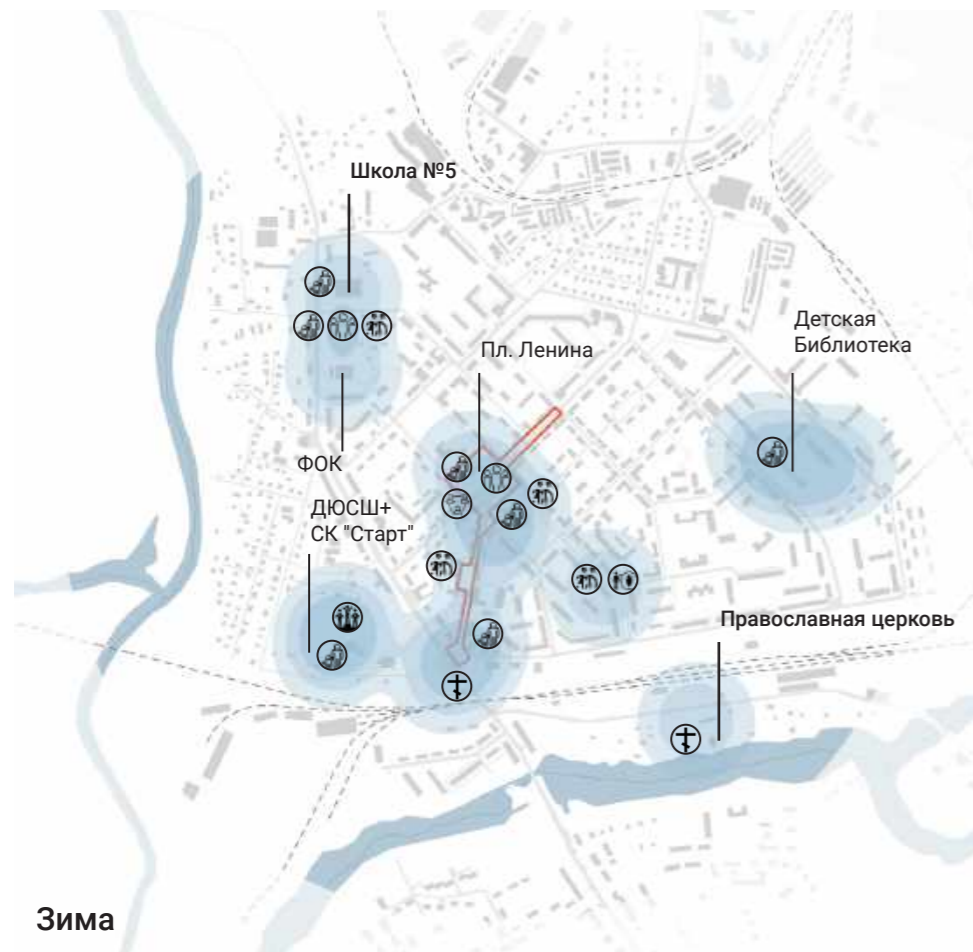 Школа №5
Детская
Библиотека
Пл. Ленина
ФОК
ДЮСШ+
СК "Старт"
Православная церковь
Зима